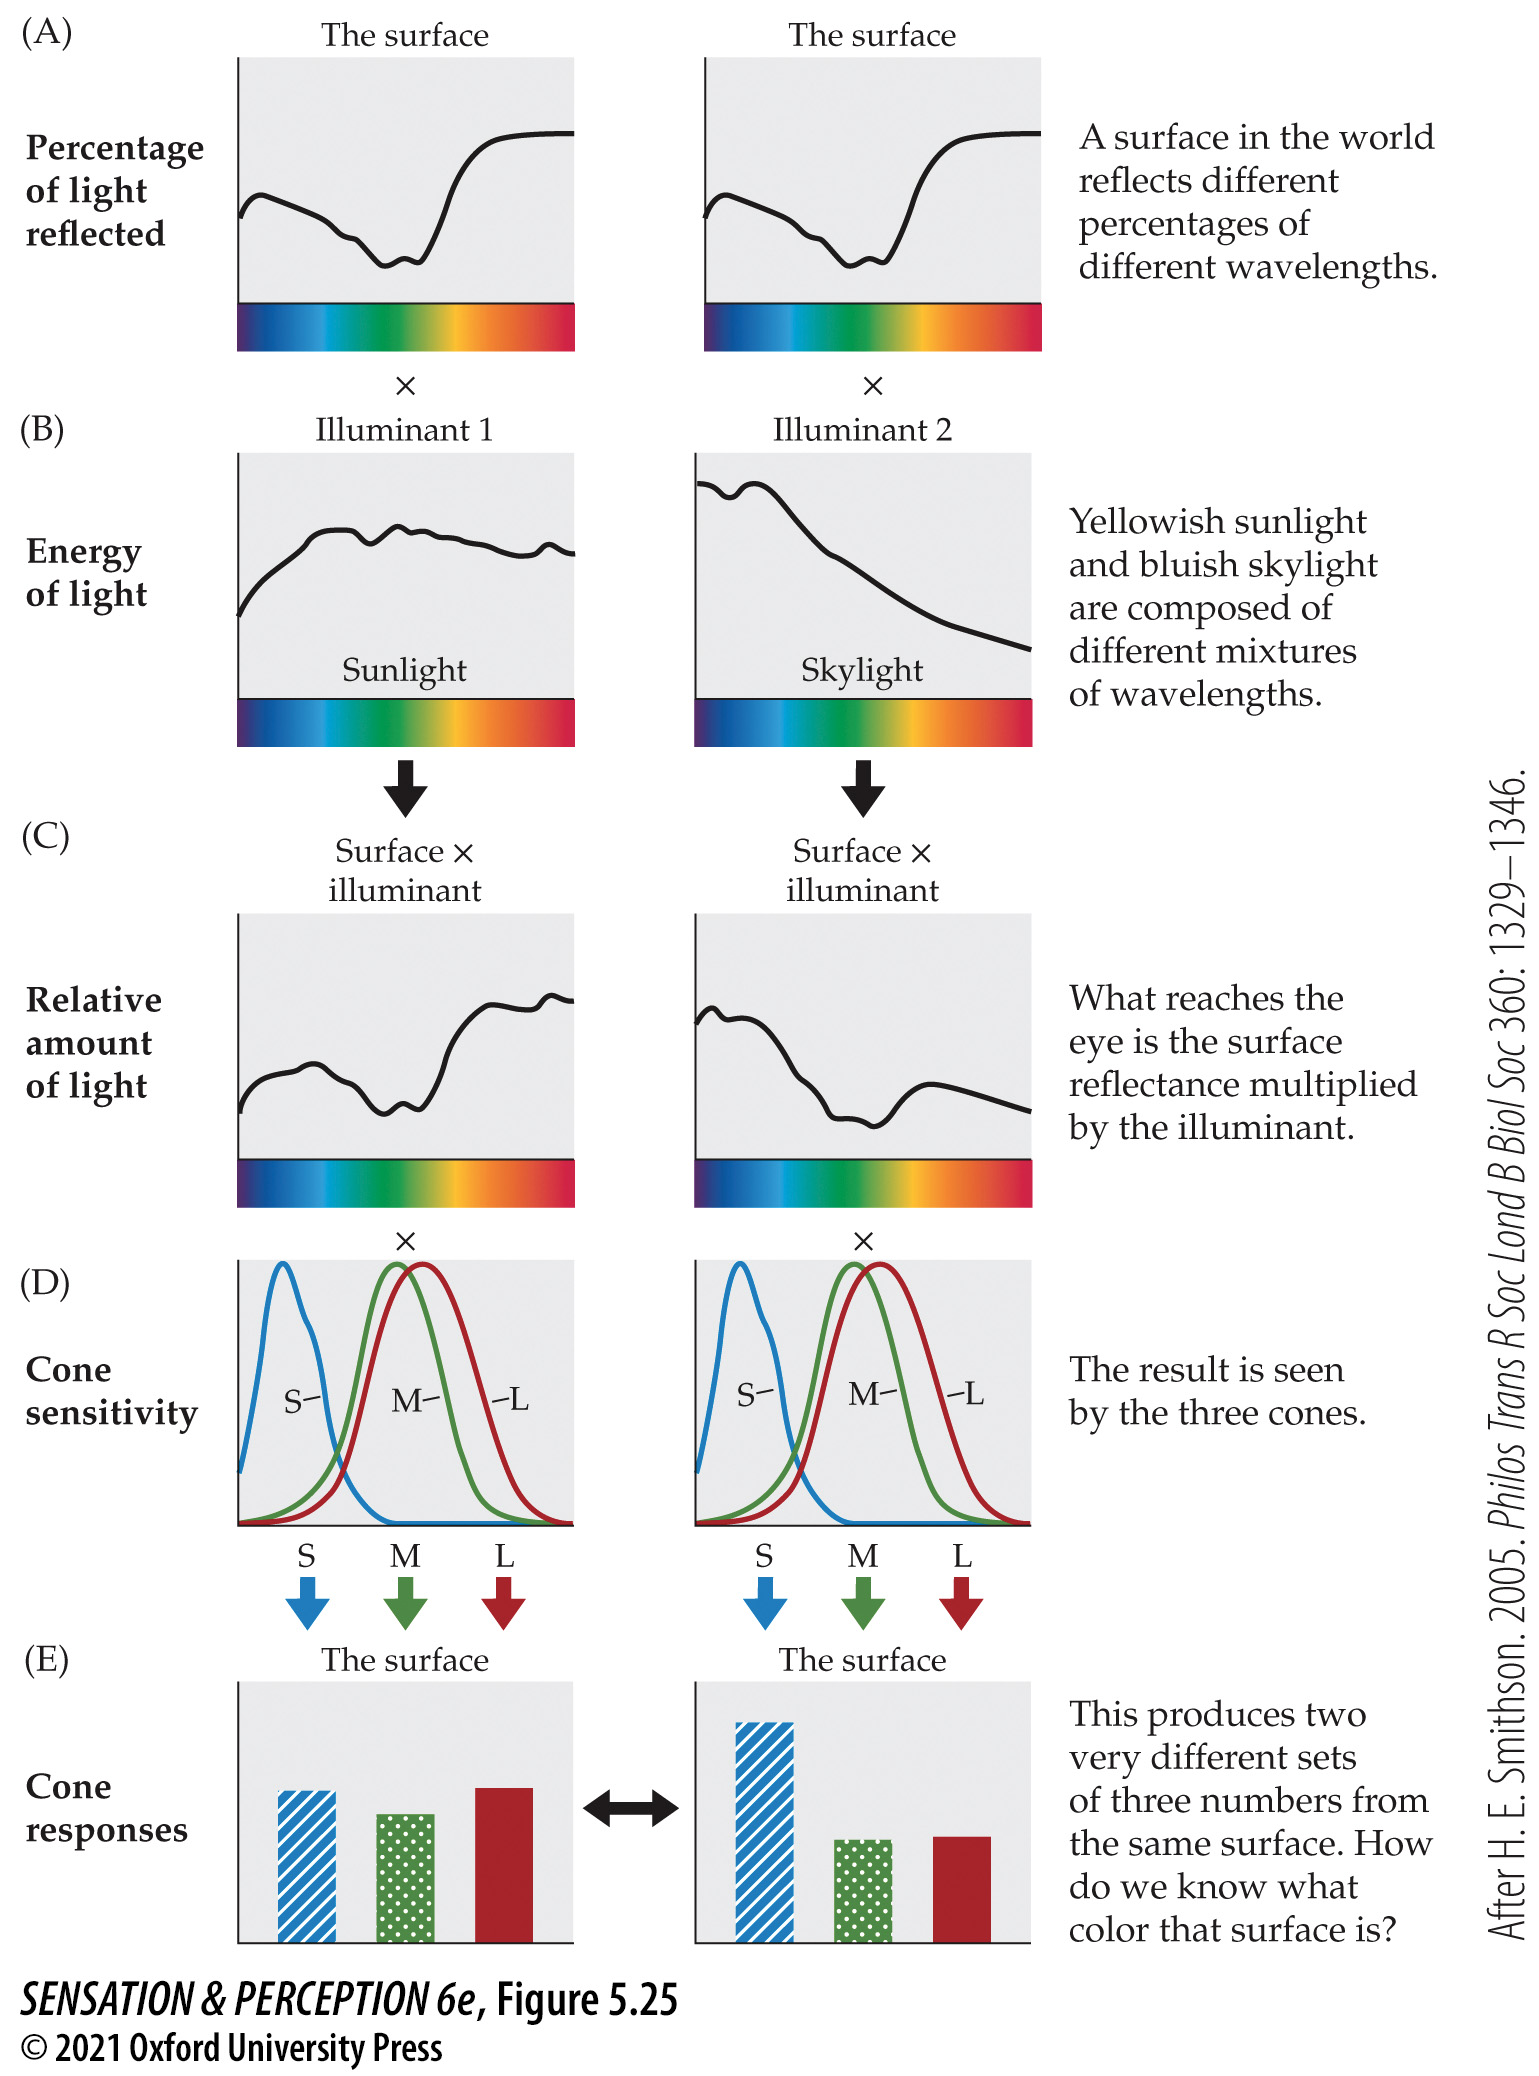 (A)
The surface
The surface
Percentage
of light
reflected
A surface in the world
reflects different
percentages of
different wavelengths.
×
×
(B)
Illuminant 1
Illuminant 2
Energy
of light
Sunlight
Skylight
Yellowish sunlight
and bluish skylight
are composed of
different mixtures
of wavelengths.
(C)
Surface ×
illuminant
Surface ×
illuminant
Relative
amount
of light
What reaches the
eye is the surface
reflectance multiplied
by the illuminant.
×
×
(D)
Cone
sensitivity
S
M
L
S
M
L
The result is seen
by the three cones.
S M L
S M L
(E)
The surface
The surface
Cone
responses
This produces two
very different sets
of three numbers from
the same surface. How
do we know what
color that surface is?
After H. E. Smithson. 2005. Philos Trans R Soc Lond B Biol Soc 360: 1329–1346.
SENSATION & PERCEPTION 6e, Figure 5.25
© 2021 Oxford University Press